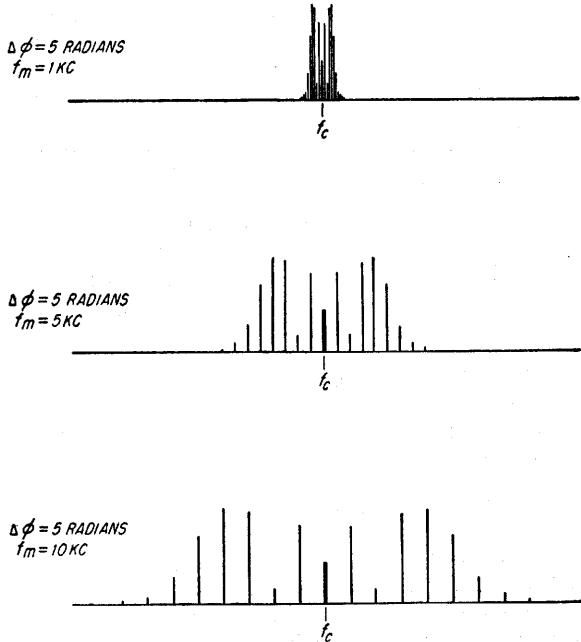 Δϕ = 5 RADIANS
fm = 1 KC
fc
Δϕ = 5 RADIANS
fm = 5 KC
fc
Δϕ = 5 RADIANS
fm = 10 KC
fc